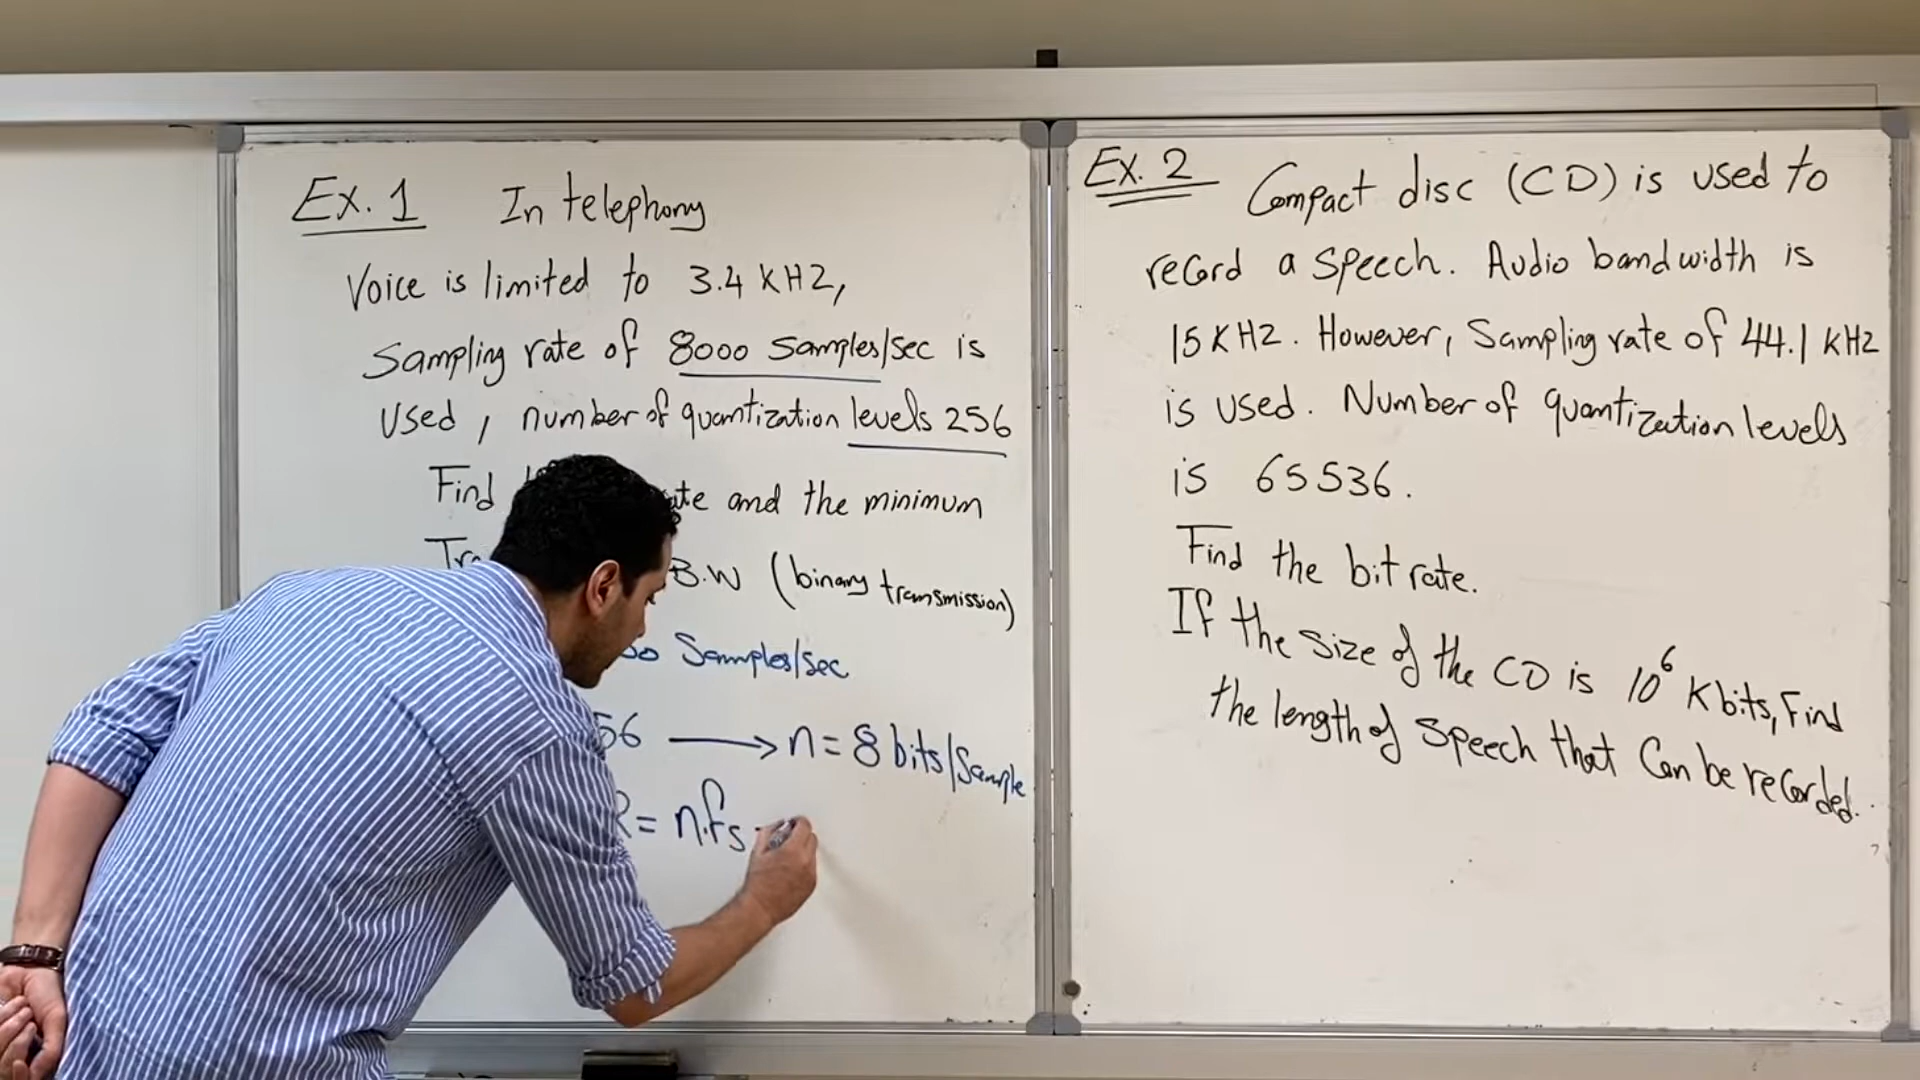 Ex. 1 In telephony
Voice is limited to 3.4 KHZ,
Sampling rate of 8000 samples/sec is
Used, number of quantization levels 256
Find and the minimum
B.W (binary transmission)
Samples/sec
56 → n = 8 bits/Sample
R = n.fs
Ex. 2 Compact disc (CD) is used to
record a speech. Audio bandwidth is
15 KHZ. However, Sampling rate of 44.1 KHZ
is used. Number of quantization levels
is 65536.
Find the bit rate.
If the size of the CD is 10⁶ Kbits, Find
the length of speech that can be recorded.